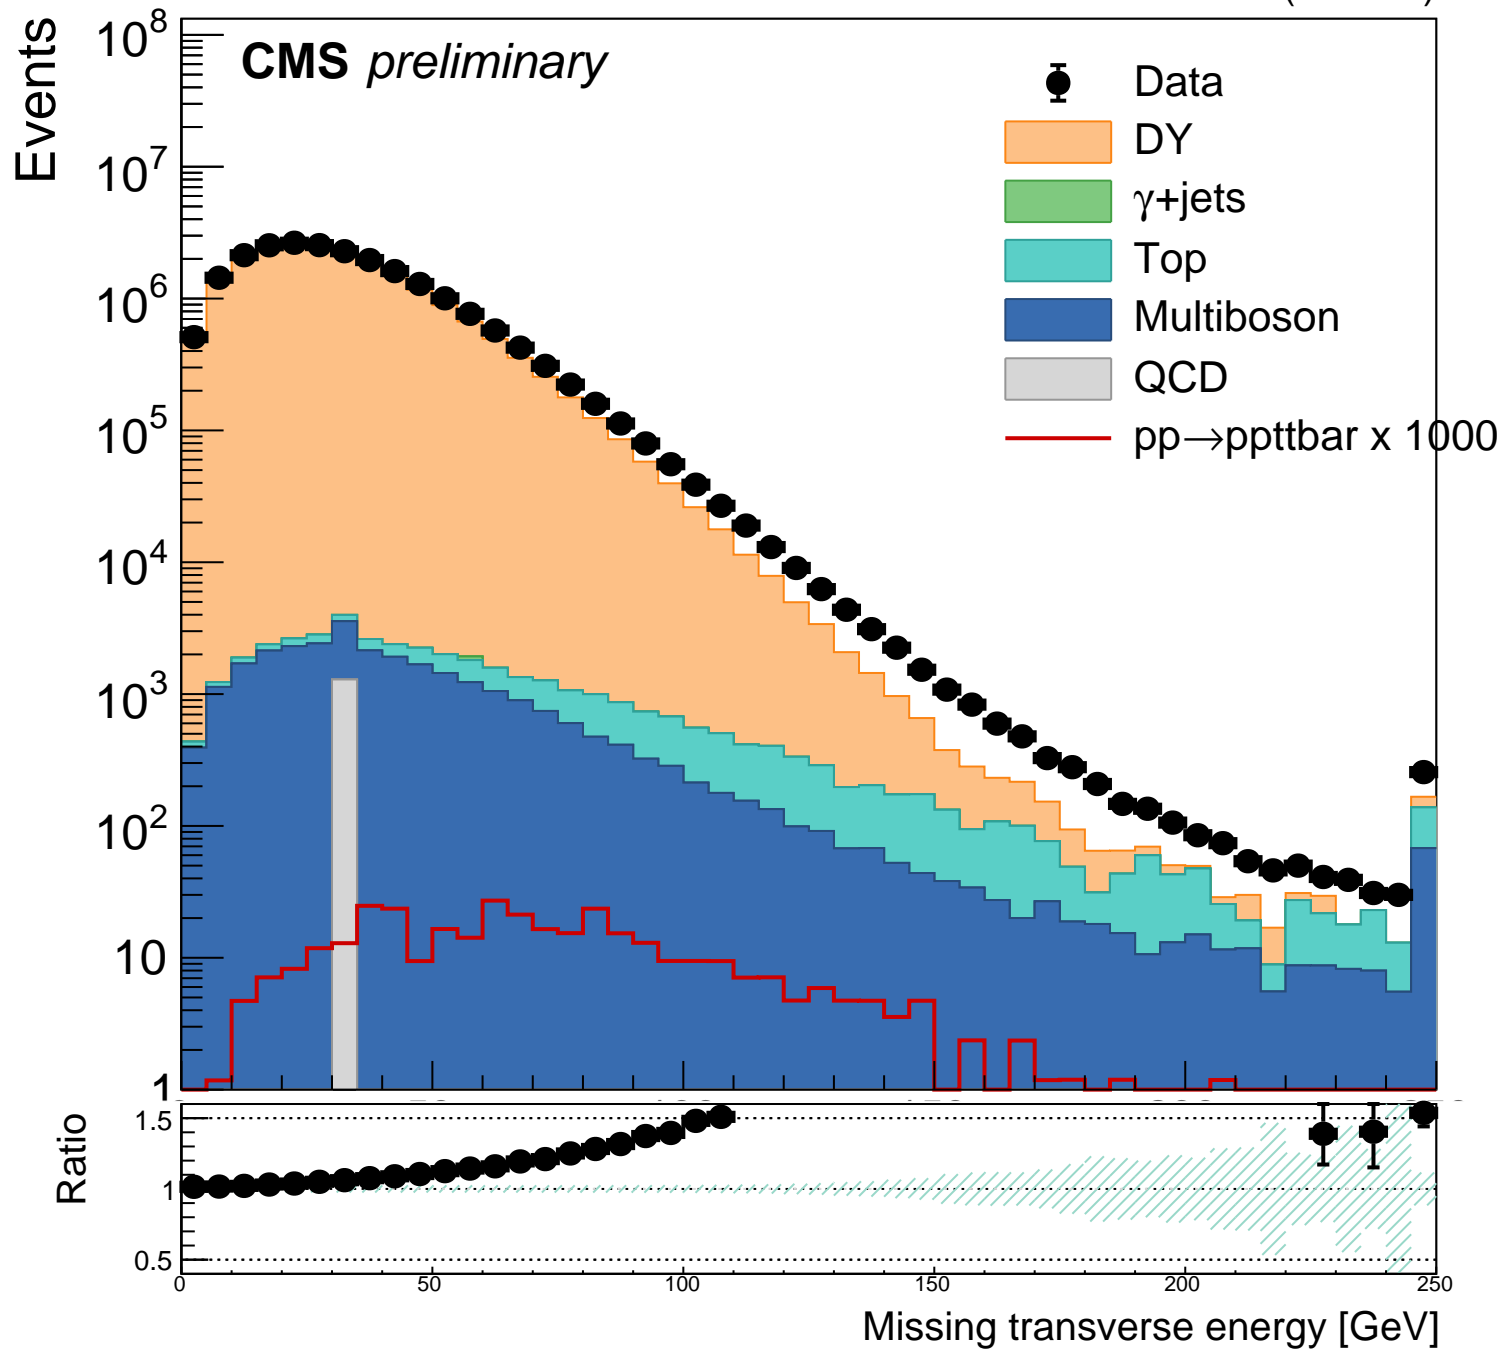 Events
CMS preliminary
Data
DY
γ+jets
Top
Multiboson
QCD
pp→ppttbar x 1000
10^8
10^7
10^6
10^5
10^4
10^3
10^2
10
1
Ratio
1.5
1
0.5
0 50 100 150 200 250
Missing transverse energy [GeV]